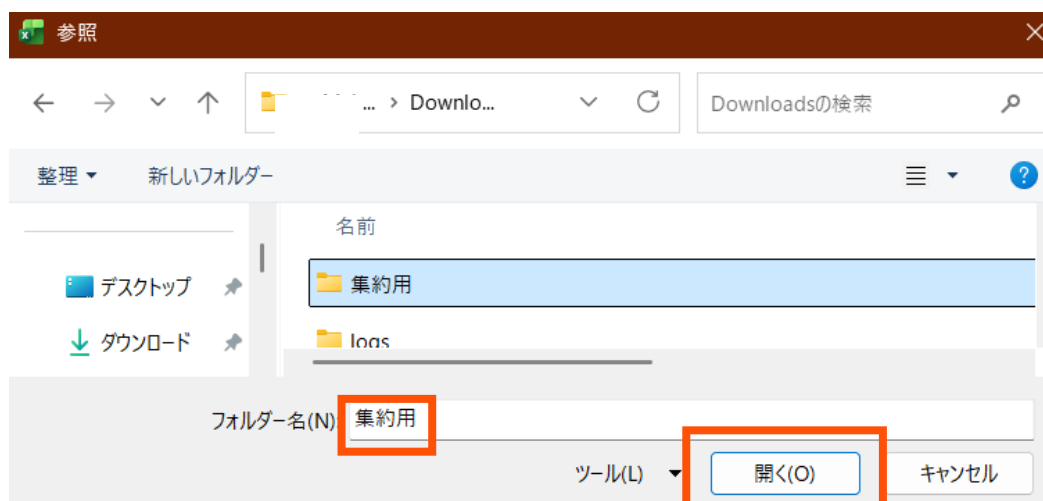 参照
... › Downlo...
Downloadsの検索
整理 新しいフォルダー
名前
デスクトップ
集約用
ダウンロード
logs
フォルダー名(N): 集約用
ツール(L) 開く(O) キャンセル